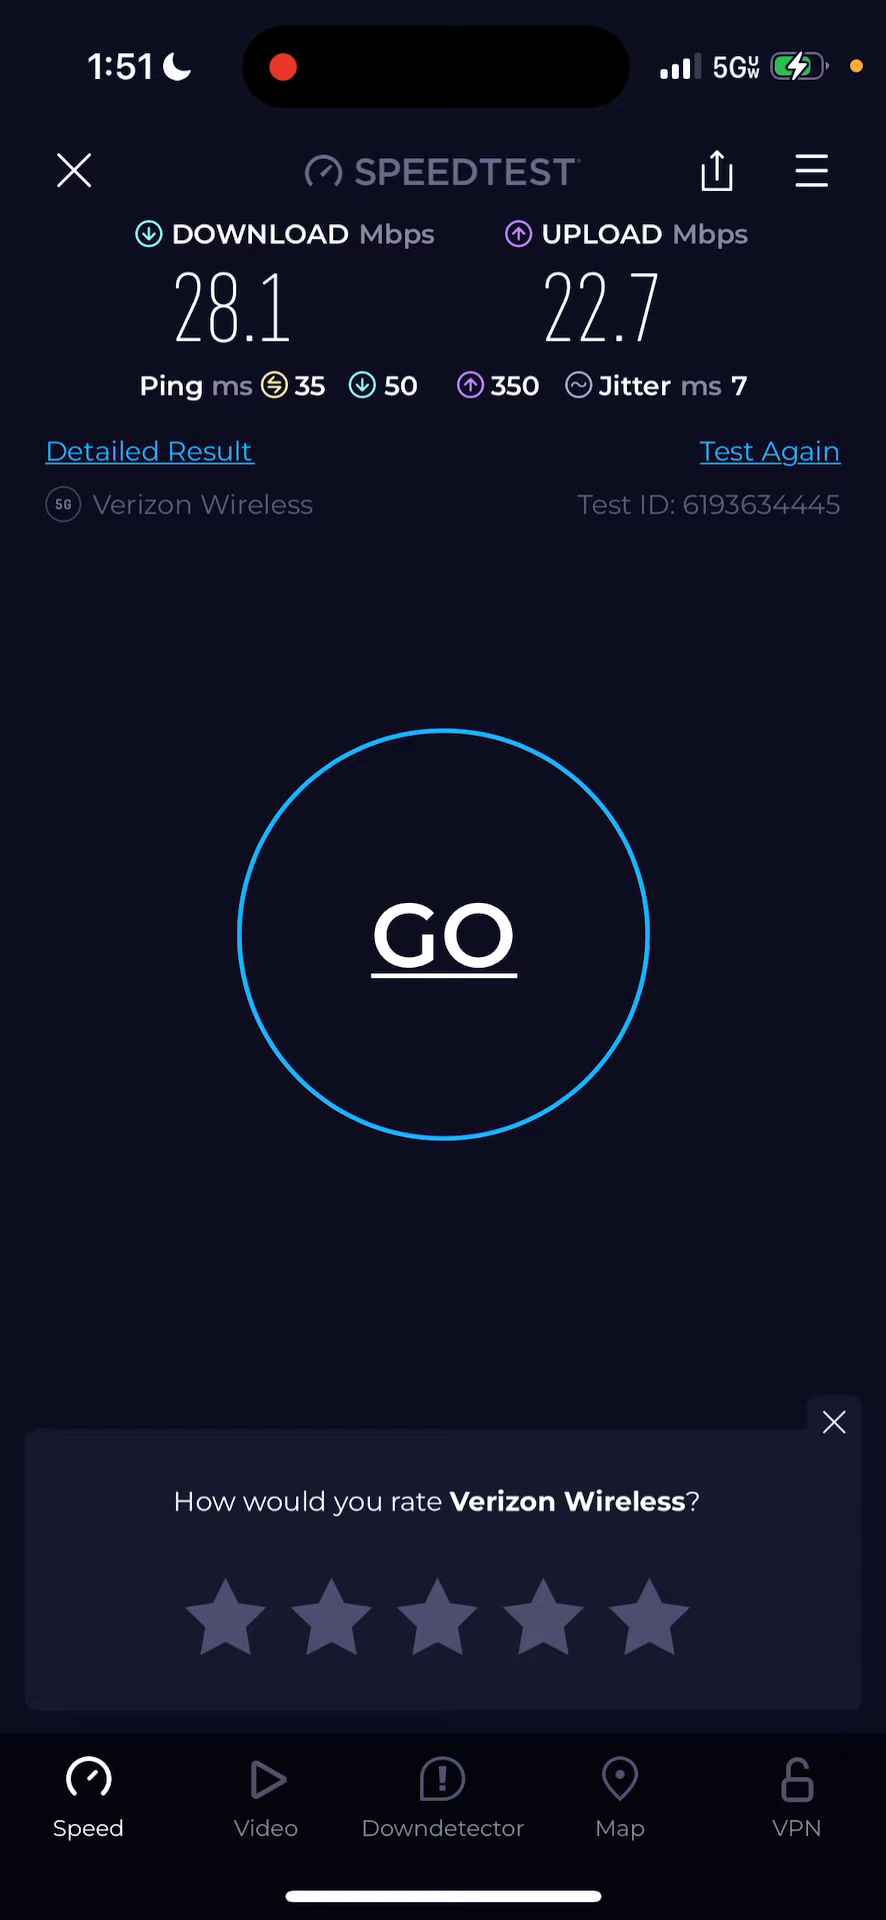 1:51 5G UW
SPEEDTEST
DOWNLOAD Mbps UPLOAD Mbps
28.1 22.7
Ping ms 35 50 350 Jitter ms 7
Detailed Result Test Again
5G Verizon Wireless Test ID: 6193634445
GO
How would you rate Verizon Wireless?
Speed Video Downdetector Map VPN